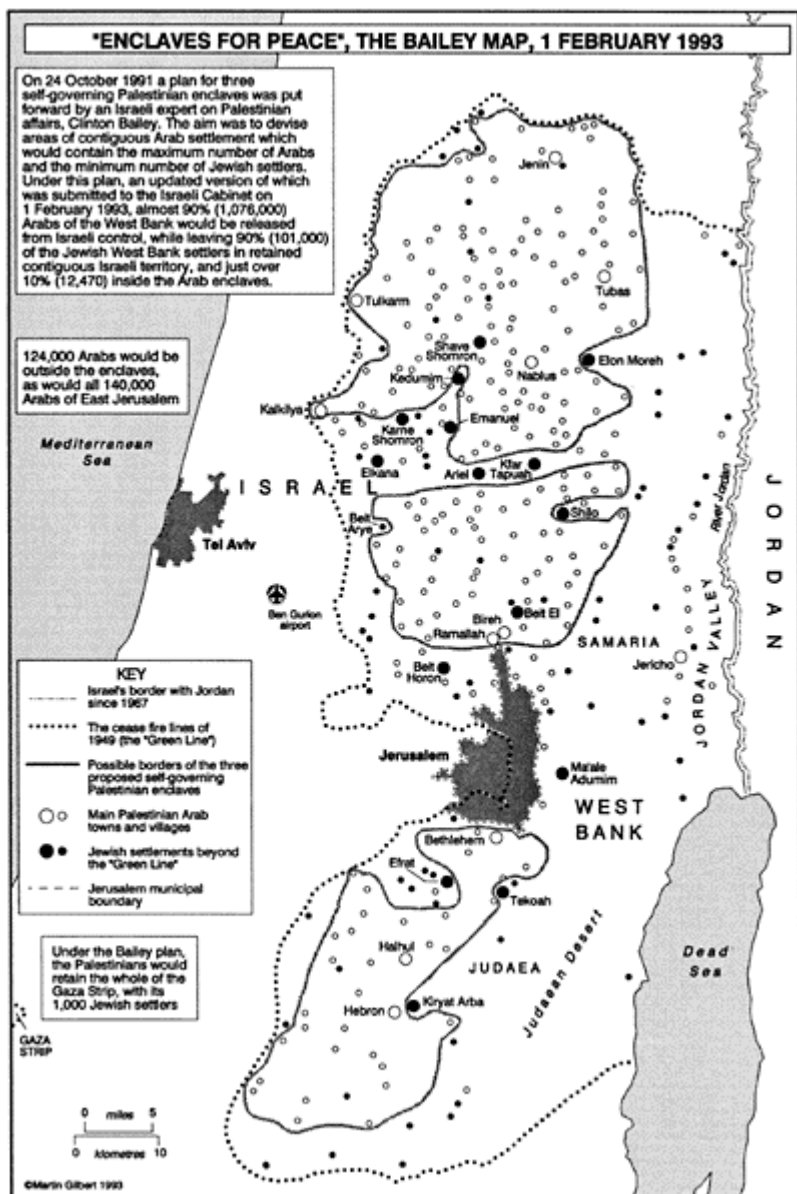 "ENCLAVES FOR PEACE", THE BAILEY MAP, 1 FEBRUARY 1993
On 24 October 1991 a plan for three
self-governing Palestinian enclaves was put
forward by an Israeli expert on Palestinian
affairs, Clinton Bailey. The aim was to devise
areas of contiguous Arab settlement which
would contain the maximum number of Arabs
and the minimum number of Jewish settlers.
Under this plan, an updated version of which
was submitted to the Israeli Cabinet on
1 February 1993, almost 90% (1,076,000)
Arabs of the West Bank would be released
from Israeli control, while leaving 90% (101,000)
of the Jewish West Bank settlers in retained
contiguous Israeli territory, and just over
10% (12,470) inside the Arab enclaves.
124,000 Arabs would be
outside the enclaves,
as would all 140,000
Arabs of East Jerusalem
Jenin
Tubas
Tulkarm
Shave
Shomron
Elon Moreh
Nablus
Kedumim
Kalkilya
Karne
Shomron
Emanuel
Mediterranean
Sea
Elkana
Ariel
Kfar
Tapuah
ISRAEL
Beit
Arye
Shilo
Tel Aviv
River Jordan
JORDAN
Ben Gurion
airport
Beit El
Bireh
Ramallah
SAMARIA
Jericho
JORDAN VALLEY
Beit
Horon
KEY
Israel's border with Jordan
since 1967
The cease fire lines of
1949 (the "Green Line")
Possible borders of the three
proposed self-governing
Palestinian enclaves
Main Palestinian Arab
towns and villages
Jewish settlements beyond
the "Green Line"
Jerusalem municipal
boundary
Jerusalem
Ma'ale
Adumim
WEST
BANK
Bethlehem
Efrat
Tekoah
Halhul
JUDAEA
Judaean Desert
Dead
Sea
Hebron
Kiryat Arba
Under the Bailey plan,
the Palestinians would
retain the whole of the
Gaza Strip, with its
1,000 Jewish settlers
GAZA
STRIP
0 miles 5
0 kilometres 10
©Martin Gilbert 1993